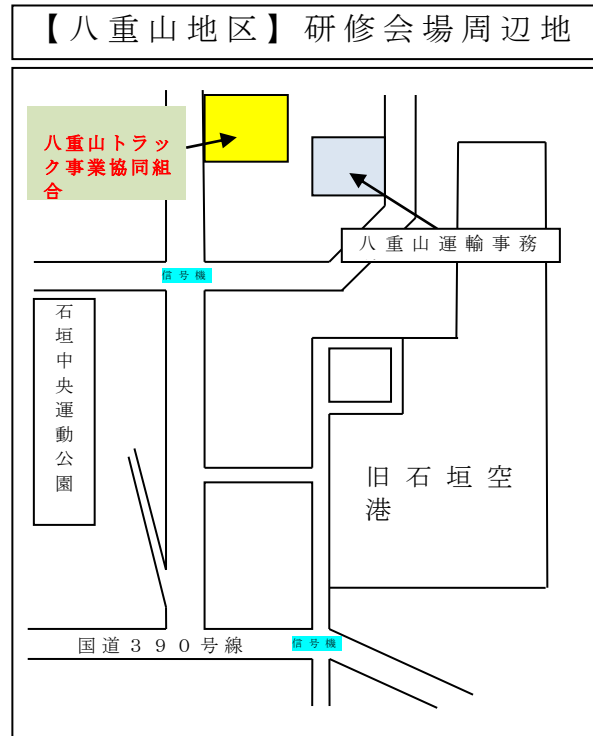 【八重山地区】研修会場周辺地
八重山トラッ
ク事業協同組
合
八重山運輸事務
信号機
石垣中央運動公園
旧石垣空
港
国道390号線
信号機